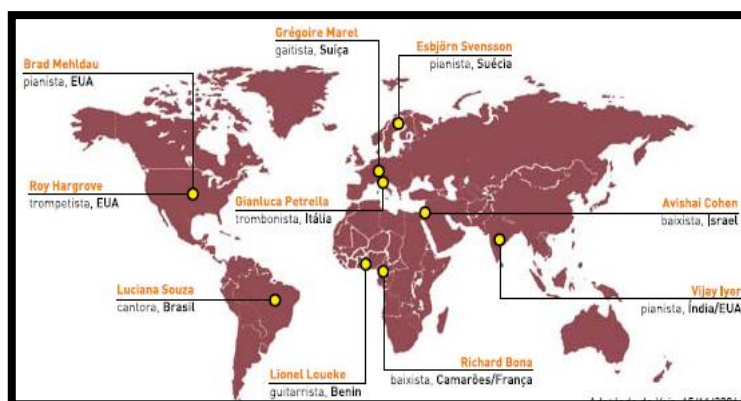 Grégoire Maret
gaitista, Suíça
Esbjörn Svensson
pianista, Suécia
Brad Mehldau
pianista, EUA
Roy Hargrove
trompetista, EUA
Gianluca Petrella
trombonista, Itália
Avishai Cohen
baixista, Israel
Luciana Souza
cantora, Brasil
Vijay Iyer
pianista, Índia/EUA
Richard Bona
baixista, Camarões/França
Lionel Loueke
guitarrista, Benin